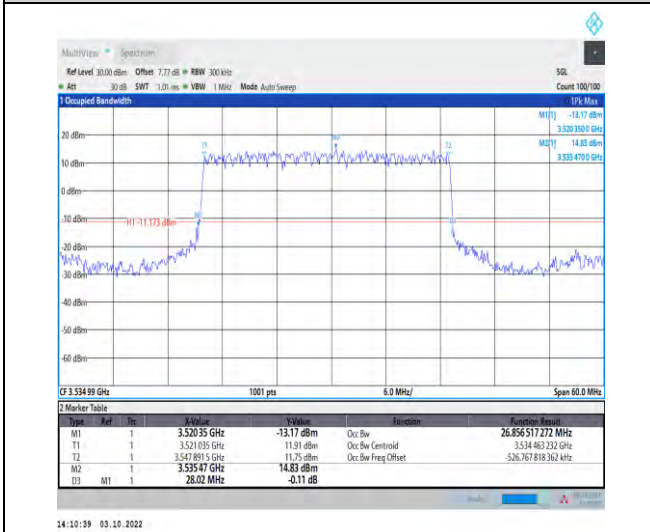 MultiView Spectrum
Ref Level 30.00 dBm Offset 7.77 dB RBW 300 kHz SGL
Att 30 dB SWT 1.01 ms VBW 1 MHz Mode Auto Sweep Count 100/100
1 Occupied Bandwidth 1Pk Max
M1[1] -13.17 dBm
3.520 350 0 GHz
M2[1] 14.83 dBm
3.535 470 0 GHz
20 dBm
T1 M2 T2
10 dBm
0 dBm
-10 dBm
H1 -11.173 dBm
-20 dBm
-30 dBm
-40 dBm
-50 dBm
-60 dBm
CF 3.534 99 GHz 1001 pts 6.0 MHz/ Span 60.0 MHz
2 Marker Table
Type Ref Trc X-Value Y-Value Function Function Result
M1 1 3.520 35 GHz -13.17 dBm Occ Bw 26.856 517 272 MHz
T1 1 3.521 035 GHz 11.91 dBm Occ Bw Centroid 3.534 463 232 GHz
T2 1 3.547 891 5 GHz 11.75 dBm Occ Bw Freq Offset -526.767 818 362 kHz
M2 1 3.535 47 GHz 14.83 dBm
D3 M1 1 28.02 MHz -0.11 dB
14:10:39 03.10.2022